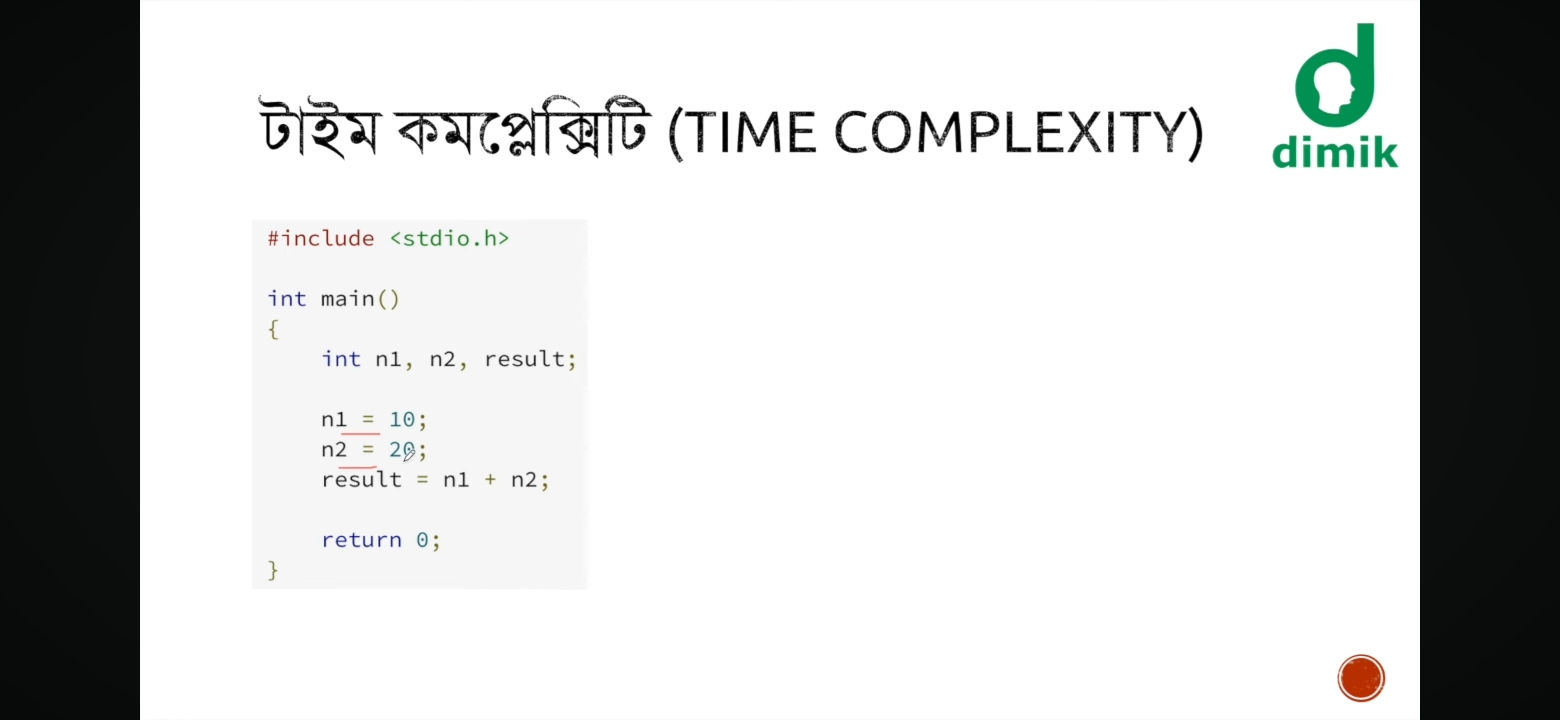 টাইম কমপ্লেক্সিটি (TIME COMPLEXITY)
dimik
#include <stdio.h>
int main()
{
    int n1, n2, result;
    n1 = 10;
    n2 = 20;
    result = n1 + n2;
    return 0;
}